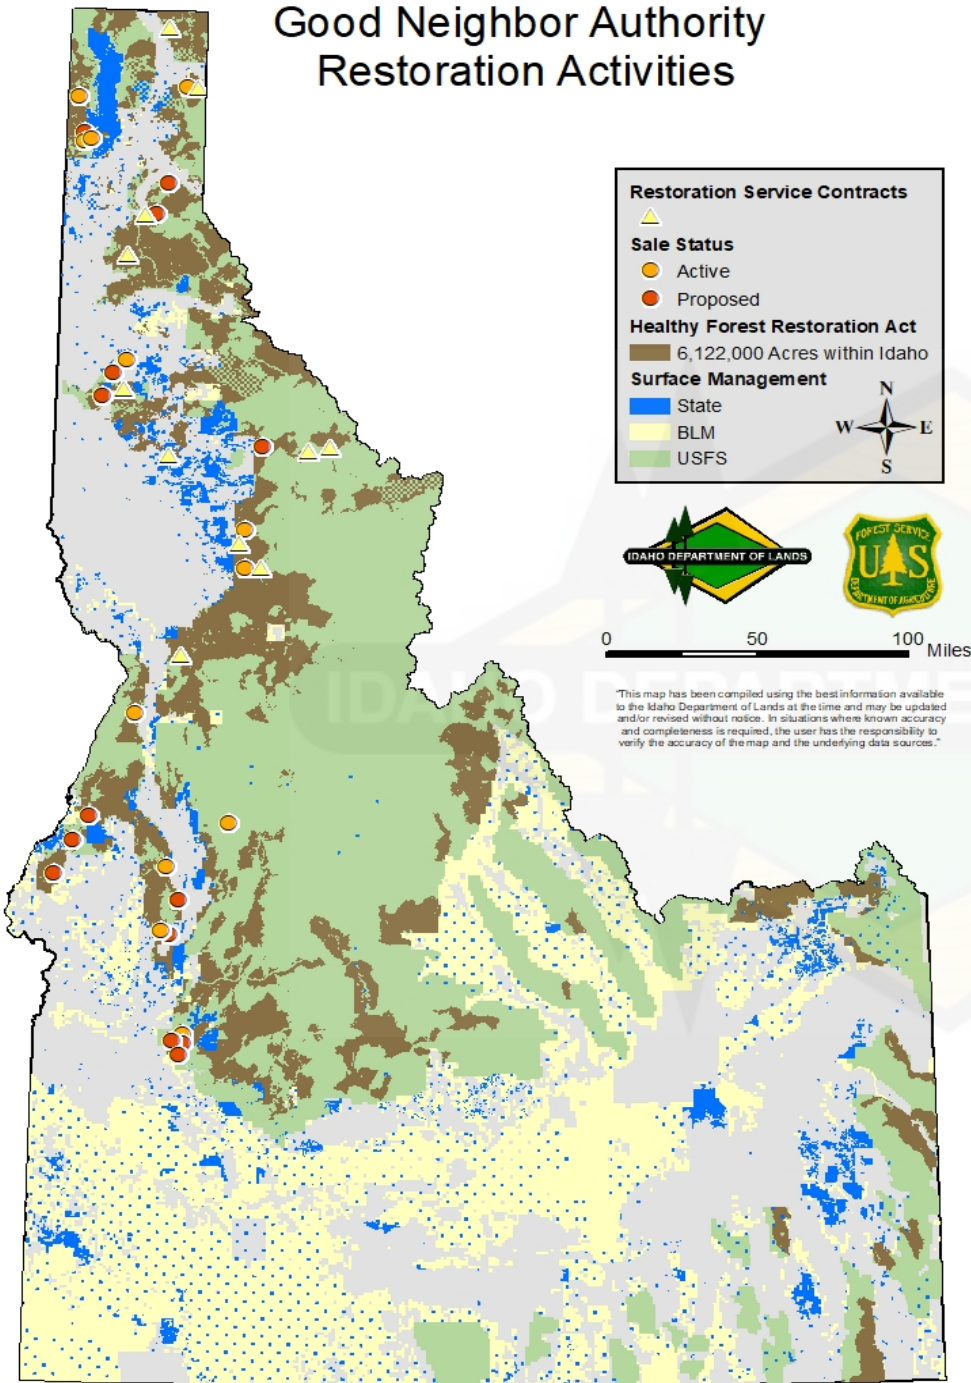 Good Neighbor Authority
Restoration Activities
Restoration Service Contracts
Sale Status
Active
Proposed
Healthy Forest Restoration Act
6,122,000 Acres within Idaho
Surface Management
State
BLM
USFS
N
W E
S
IDAHO DEPARTMENT OF LANDS
FOREST SERVICE
U S
DEPARTMENT OF AGRICULTURE
0 50 100
Miles
"This map has been compiled using the best information available
to the Idaho Department of Lands at the time and may be updated
and/or revised without notice. In situations where known accuracy
and completeness is required, the user has the responsibility to
verify the accuracy of the map and the underlying data sources."
IDAHO DEPARTME